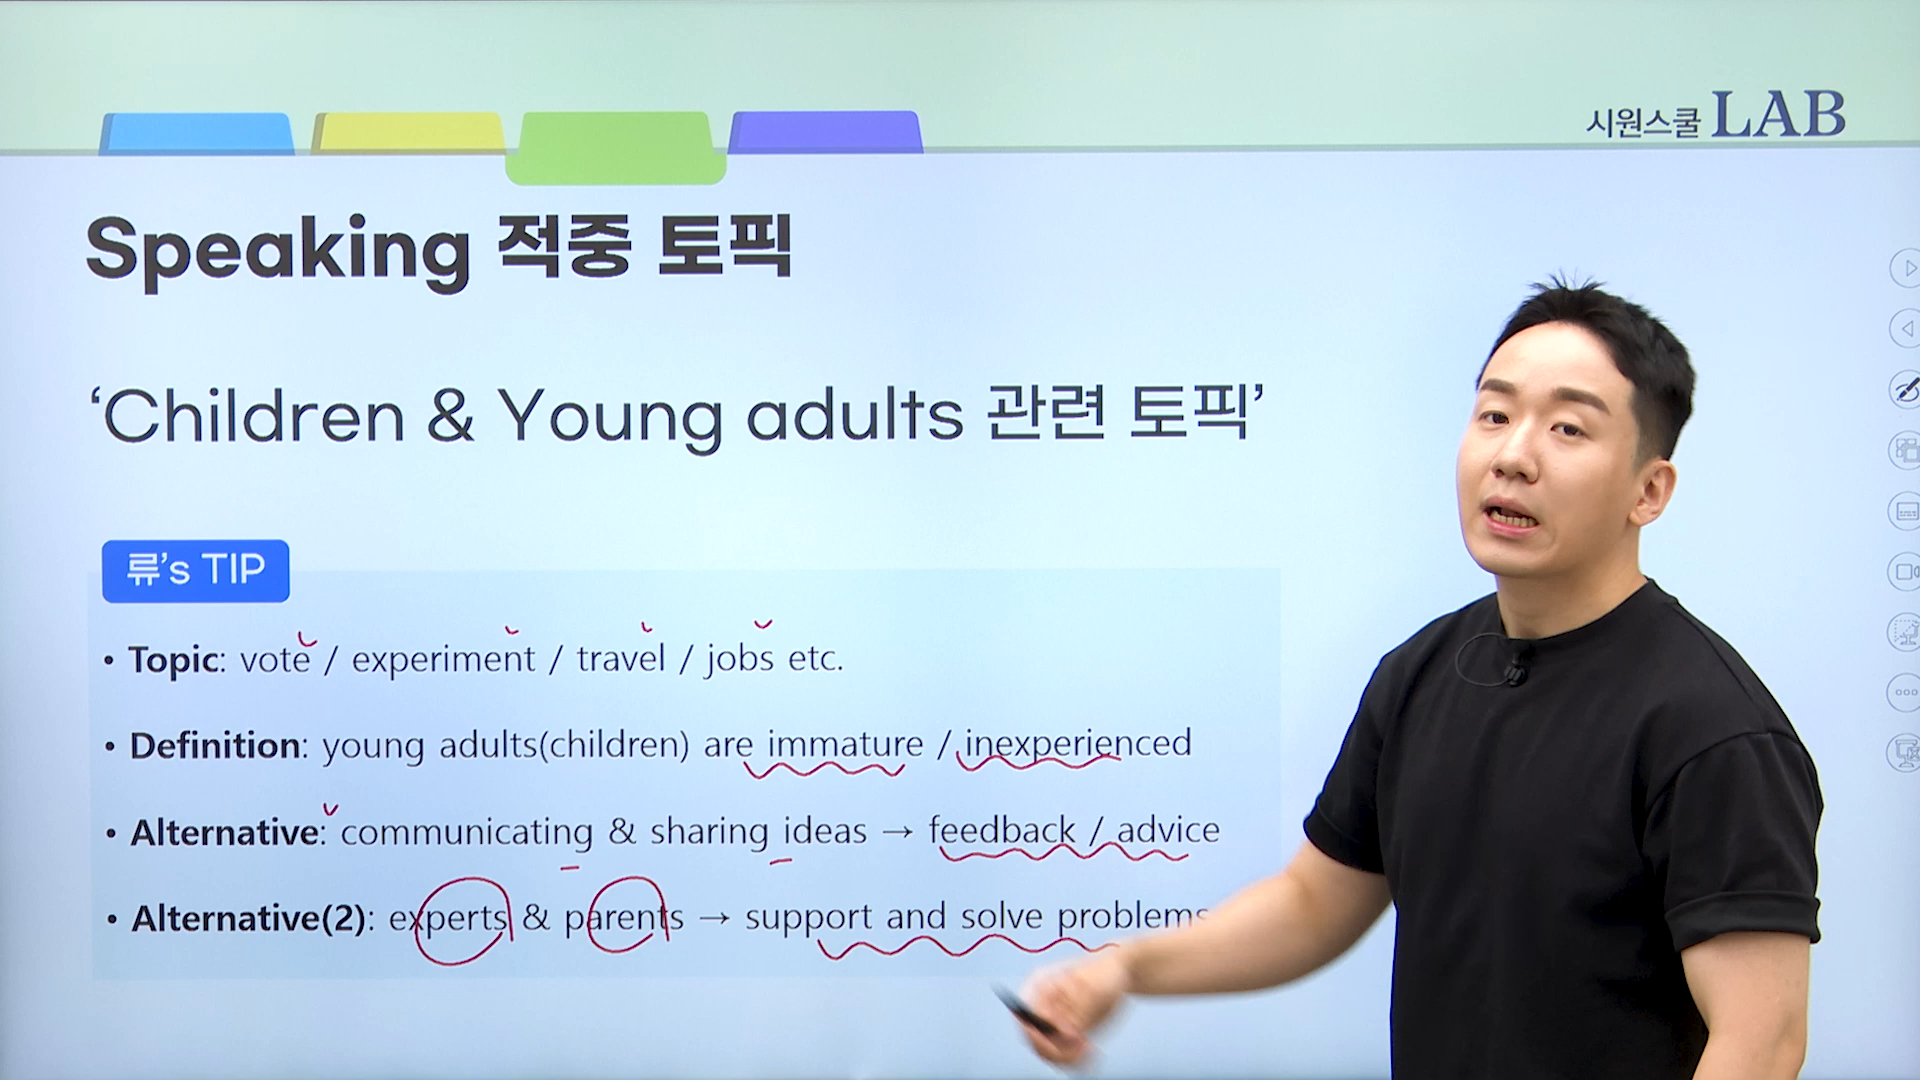 시원스쿨 LAB
Speaking 적중 토픽
‘Children & Young adults 관련 토픽’
류’s TIP
• Topic: vote / experiment / travel / jobs etc.
• Definition: young adults(children) are immature / inexperienced
• Alternative: communicating & sharing ideas → feedback / advice
• Alternative(2): experts & parents → support and solve problems